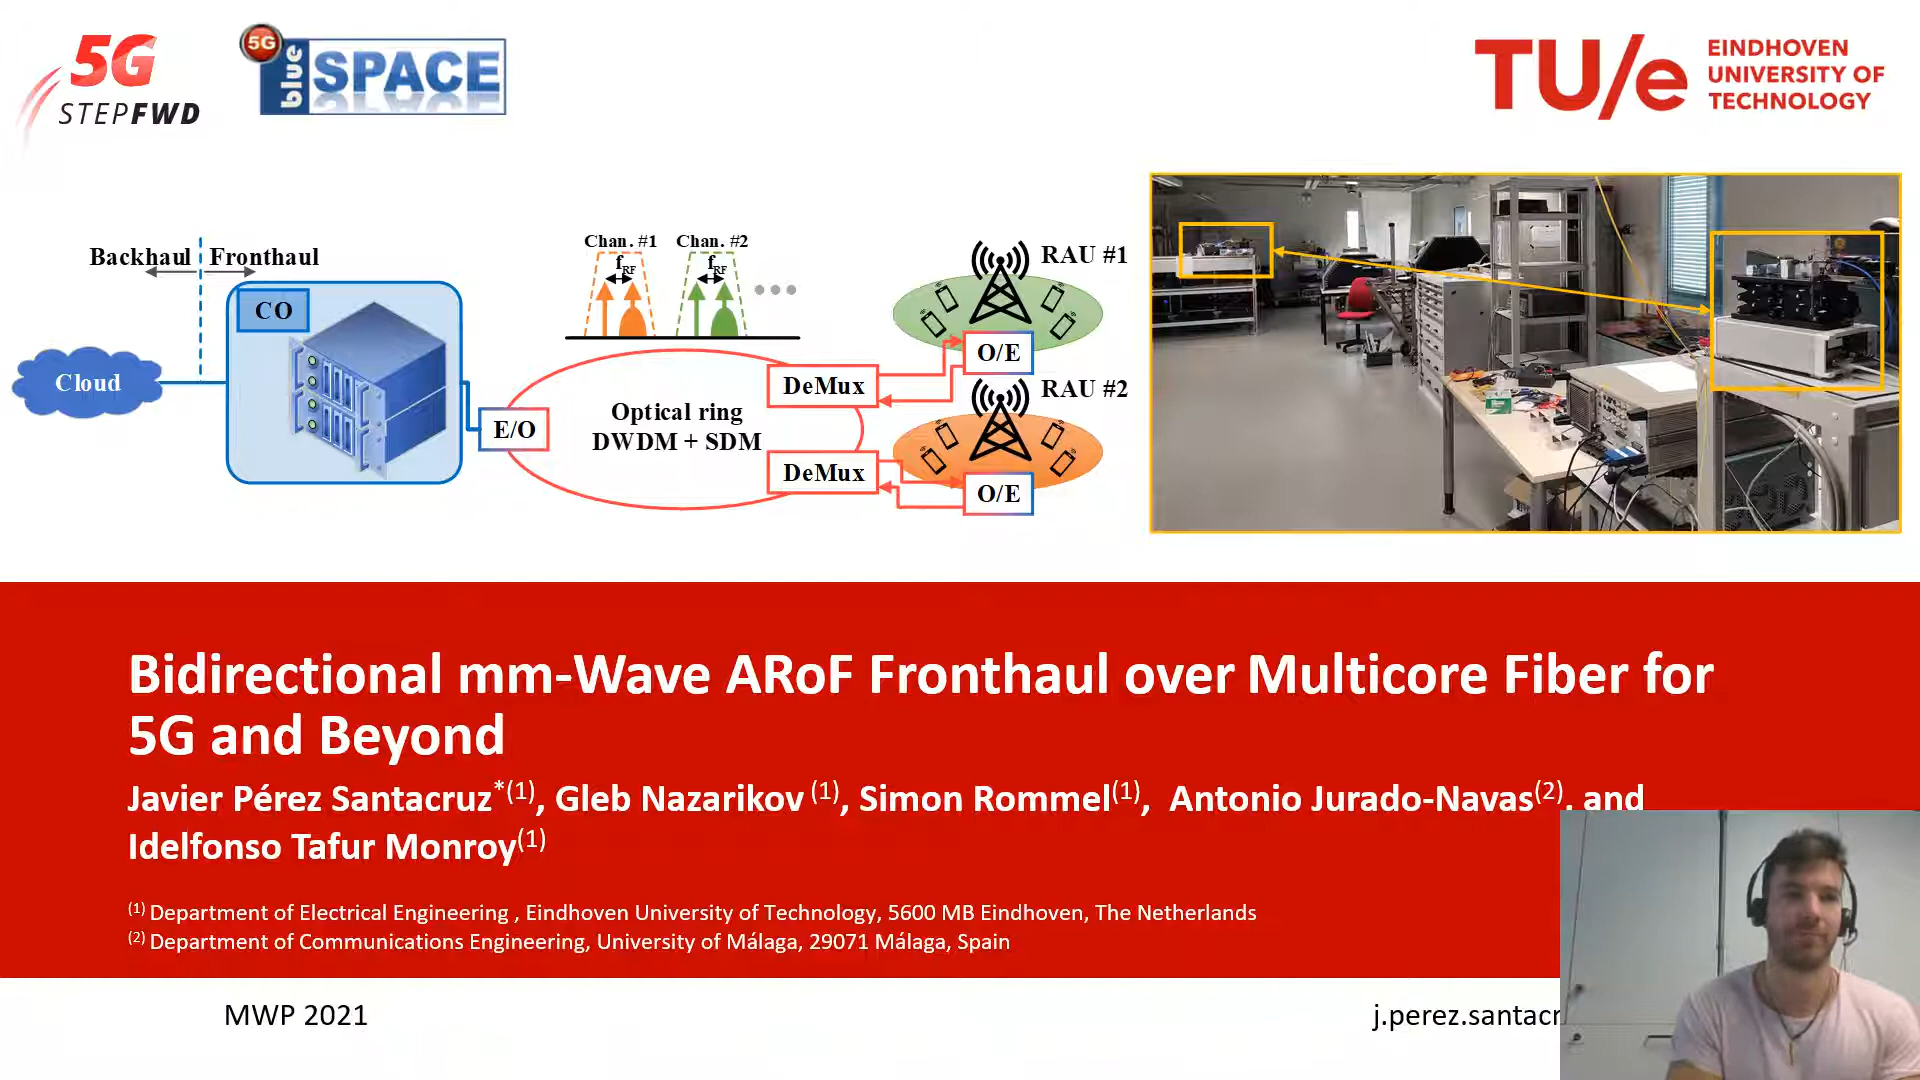 5G
STEPFWD
5G
blue
SPACE
TU/e
EINDHOVEN
UNIVERSITY OF
TECHNOLOGY
Backhaul
Fronthaul
CO
Cloud
E/O
Chan. #1
Chan. #2
fRF
fRF
Optical ring
DWDM + SDM
DeMux
DeMux
RAU #1
O/E
RAU #2
O/E
Bidirectional mm-Wave ARoF Fronthaul over Multicore Fiber for
5G and Beyond
Javier Pérez Santacruz*(1), Gleb Nazarikov (1), Simon Rommel(1), Antonio Jurado-Navas(2), and
Idelfonso Tafur Monroy(1)
(1) Department of Electrical Engineering , Eindhoven University of Technology, 5600 MB Eindhoven, The Netherlands
(2) Department of Communications Engineering, University of Málaga, 29071 Málaga, Spain
MWP 2021
j.perez.santacr